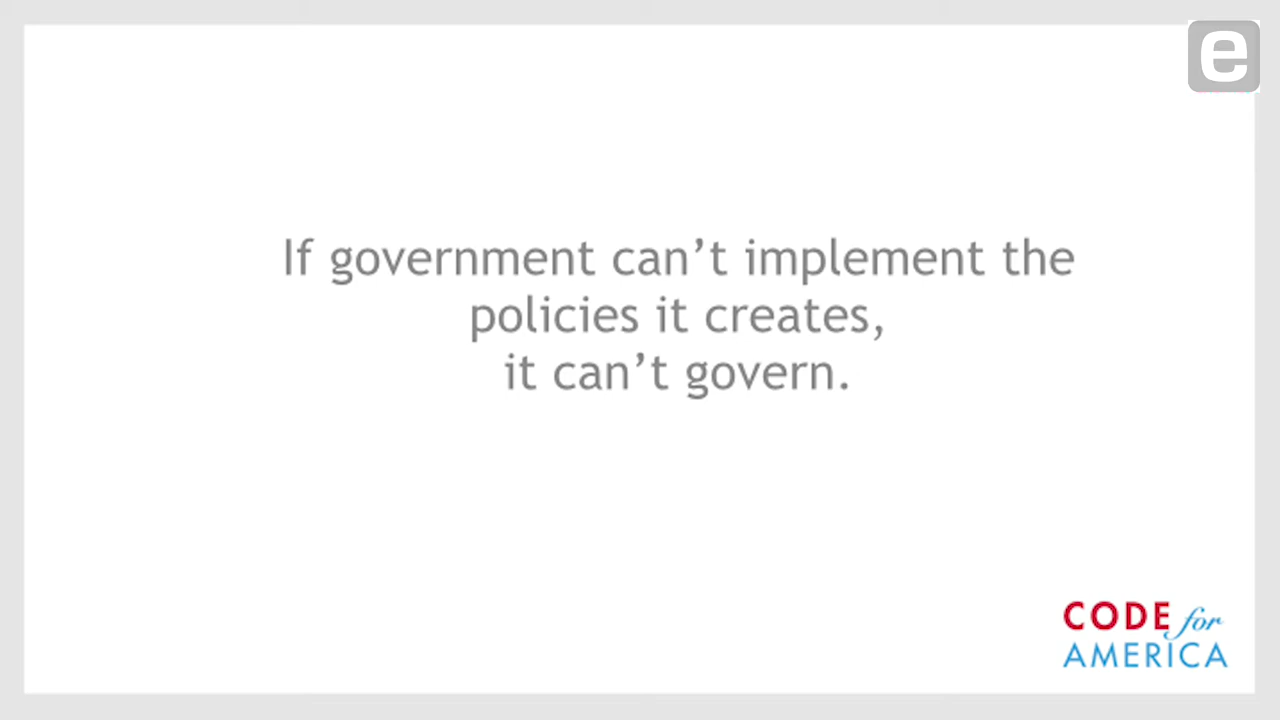 e
If government can’t implement the
policies it creates,
it can’t govern.
CODE for
AMERICA